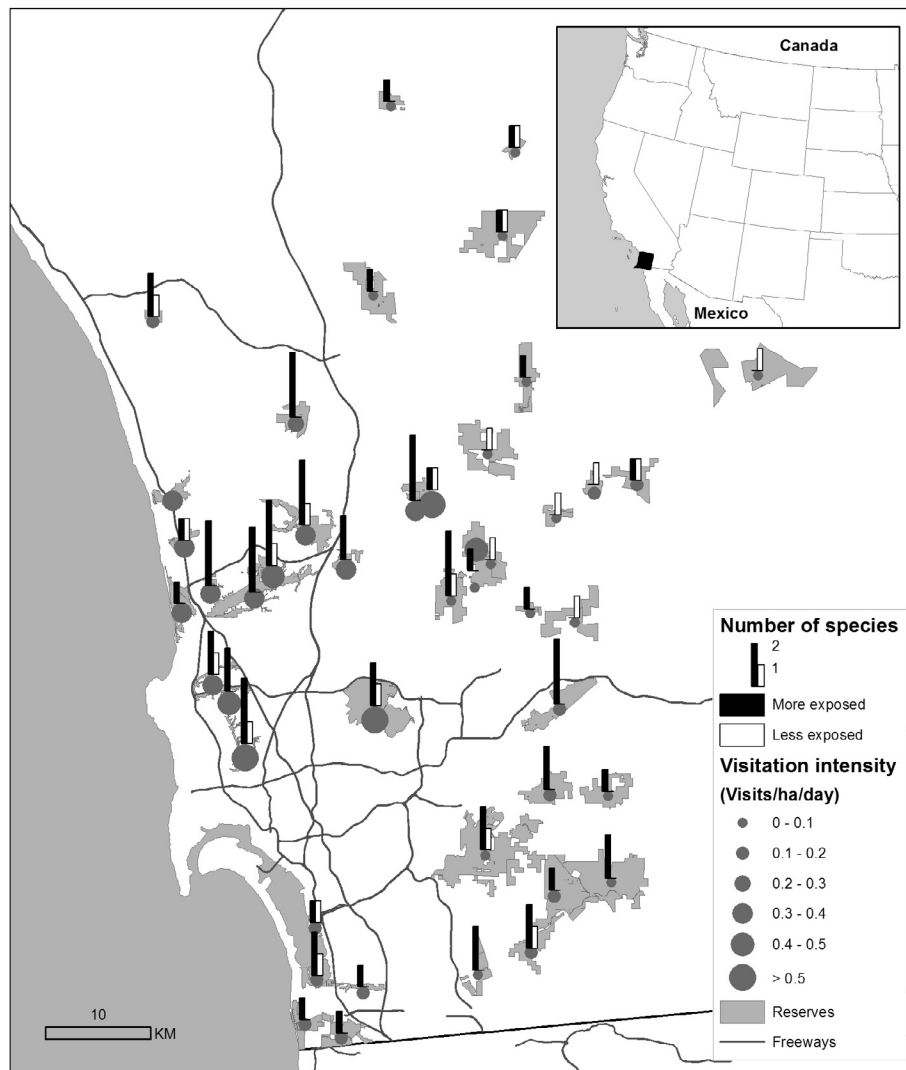 Canada
Mexico
Number of species
2
1
More exposed
Less exposed
Visitation intensity
(Visits/ha/day)
0 - 0.1
0.1 - 0.2
0.2 - 0.3
0.3 - 0.4
0.4 - 0.5
> 0.5
Reserves
Freeways
10
KM